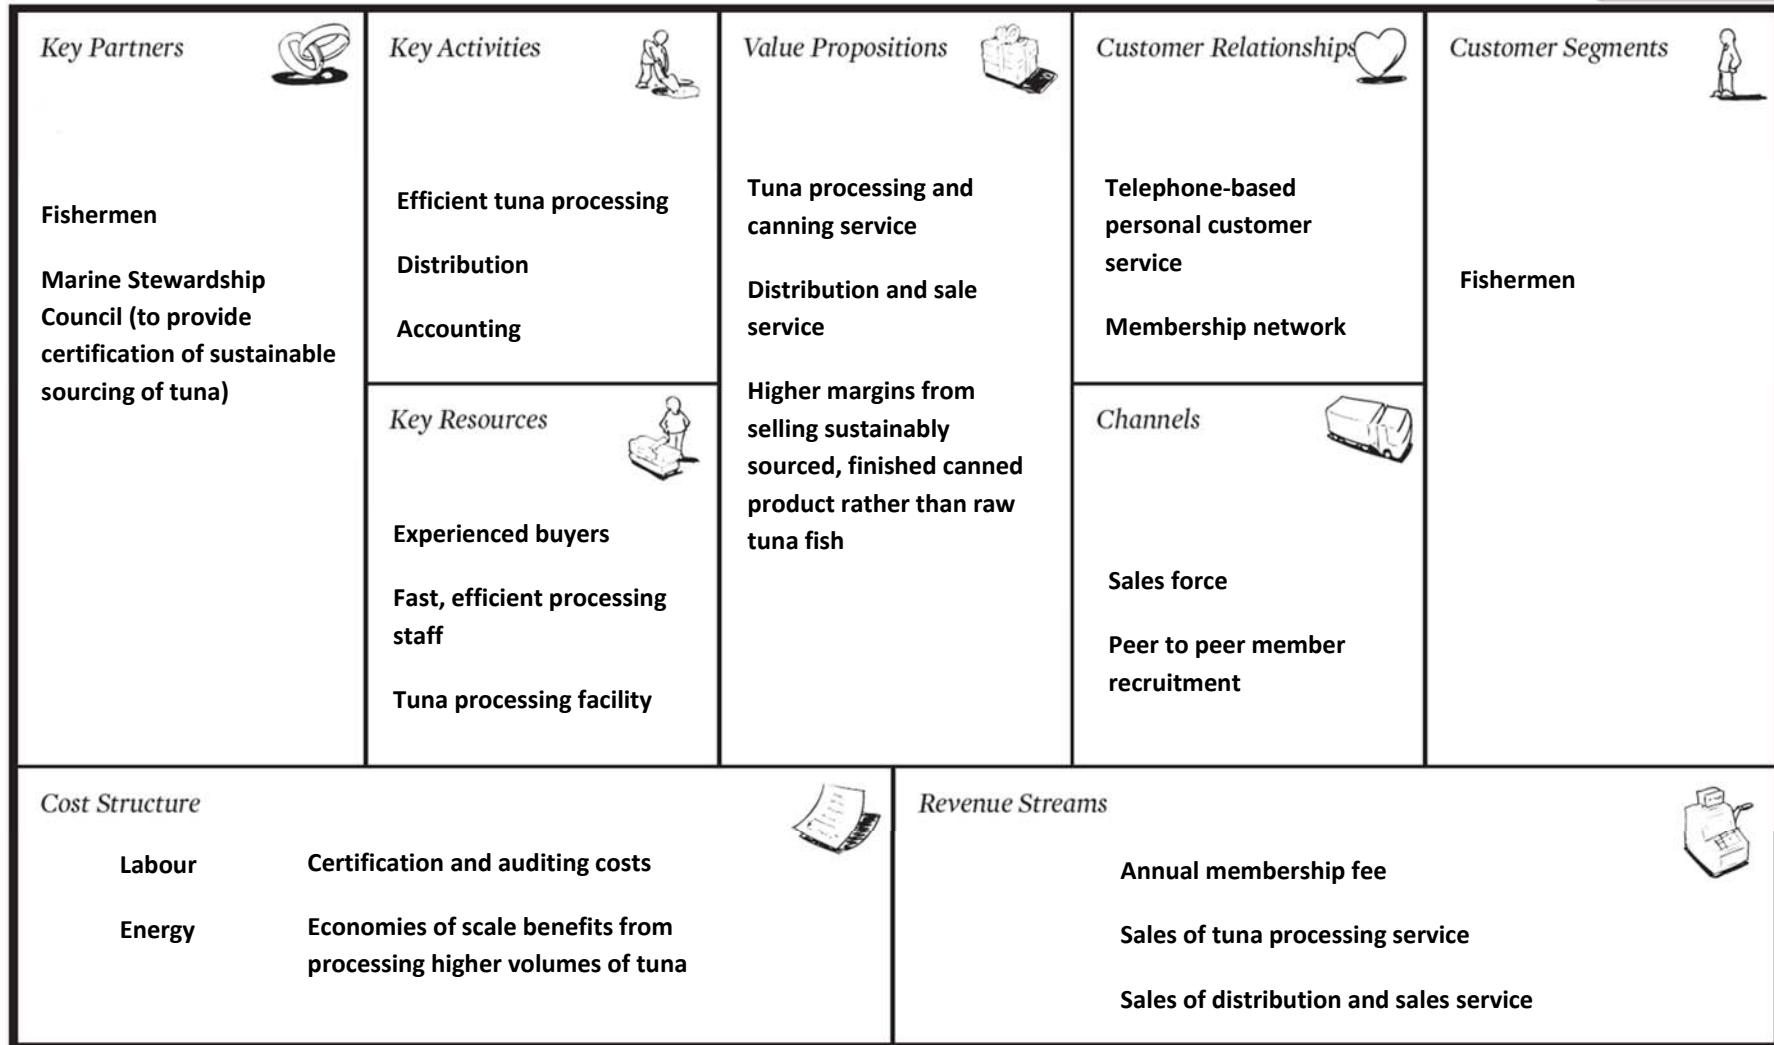 Key Partners
Fishermen
Marine Stewardship
Council (to provide
certification of sustainable
sourcing of tuna)
Key Activities
Efficient tuna processing
Distribution
Accounting
Key Resources
Experienced buyers
Fast, efficient processing
staff
Tuna processing facility
Value Propositions
Tuna processing and
canning service
Distribution and sale
service
Higher margins from
selling sustainably
sourced, finished canned
product rather than raw
tuna fish
Customer Relationships
Telephone-based
personal customer
service
Membership network
Channels
Sales force
Peer to peer member
recruitment
Customer Segments
Fishermen
Cost Structure
Labour
Energy
Certification and auditing costs
Economies of scale benefits from
processing higher volumes of tuna
Revenue Streams
Annual membership fee
Sales of tuna processing service
Sales of distribution and sales service